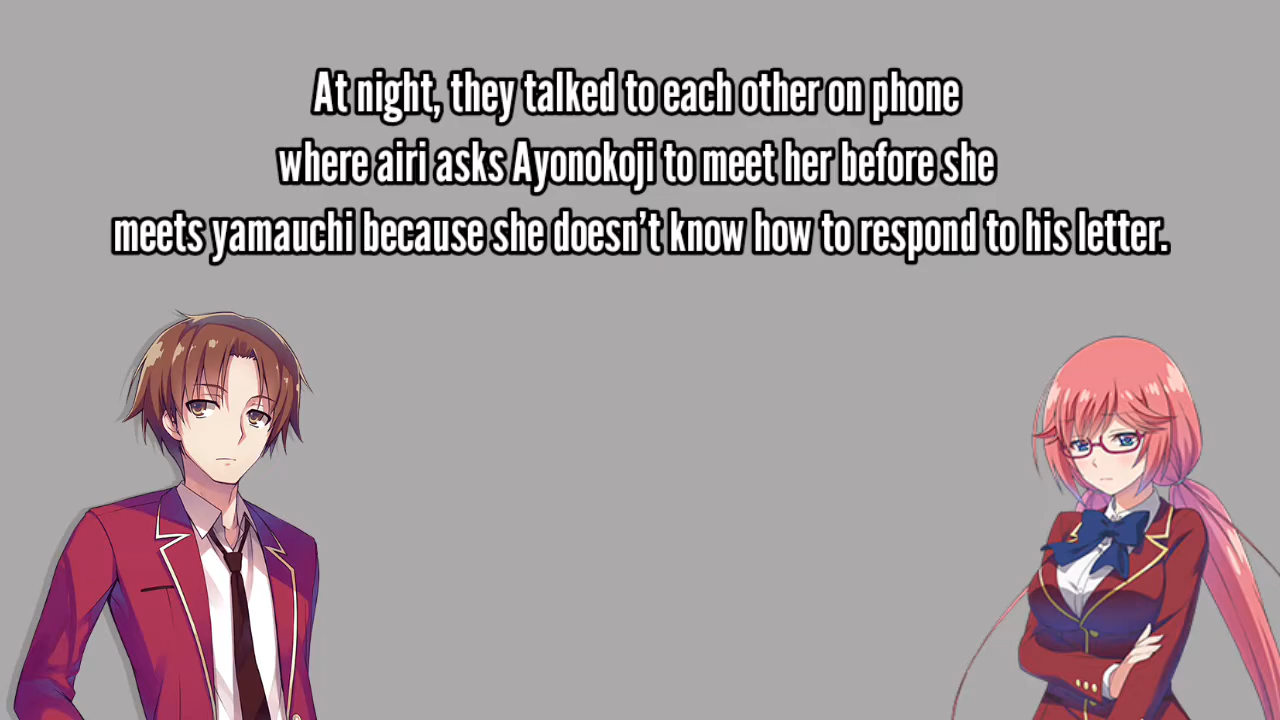 At night, they talked to each other on phone
where airi asks Ayonokoji to meet her before she
meets yamauchi because she doesn't know how to respond to his letter.